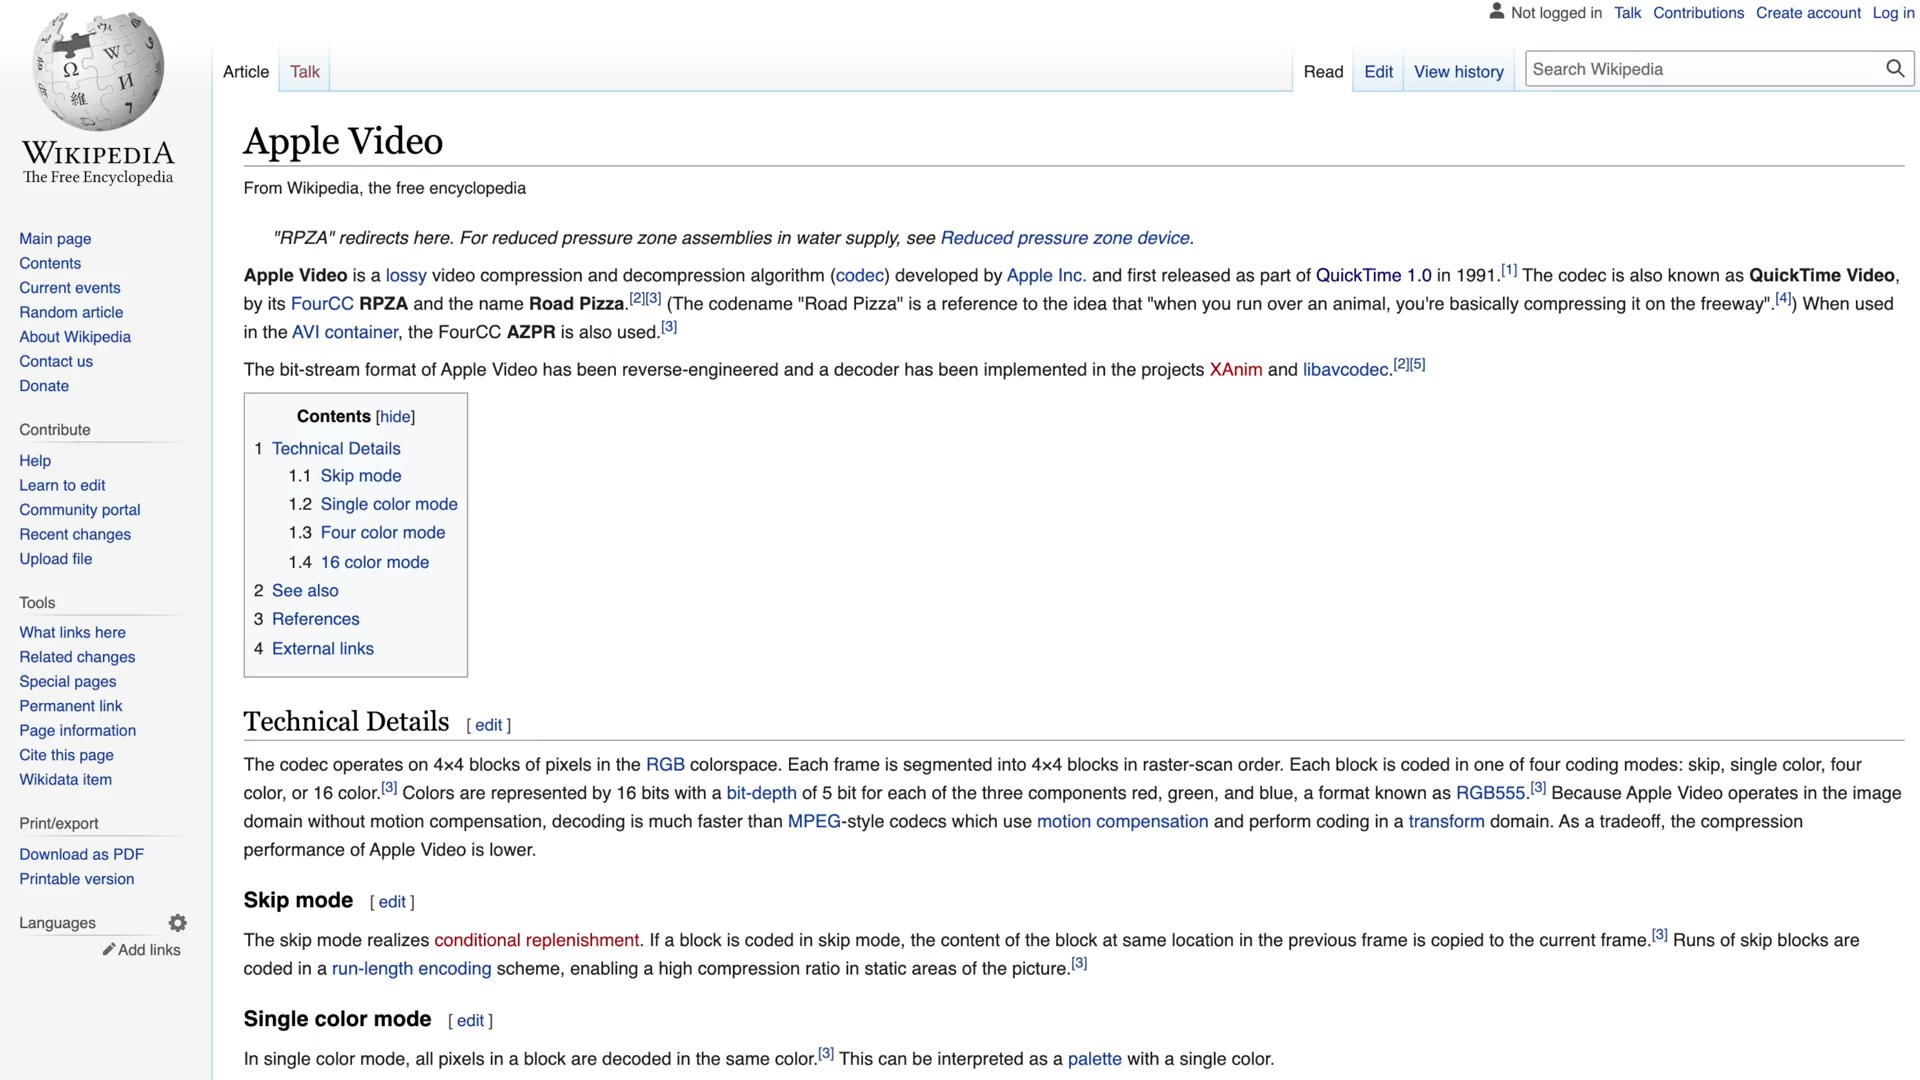 Not logged in Talk Contributions Create account Log in
Article Talk Read Edit View history Search Wikipedia
WIKIPEDIA
The Free Encyclopedia
Main page
Contents
Current events
Random article
About Wikipedia
Contact us
Donate
Contribute
Help
Learn to edit
Community portal
Recent changes
Upload file
Tools
What links here
Related changes
Special pages
Permanent link
Page information
Cite this page
Wikidata item
Print/export
Download as PDF
Printable version
Languages
Add links
Apple Video
From Wikipedia, the free encyclopedia
"RPZA" redirects here. For reduced pressure zone assemblies in water supply, see Reduced pressure zone device.
Apple Video is a lossy video compression and decompression algorithm (codec) developed by Apple Inc. and first released as part of QuickTime 1.0 in 1991.[1] The codec is also known as QuickTime Video,
by its FourCC RPZA and the name Road Pizza.[2][3] (The codename "Road Pizza" is a reference to the idea that "when you run over an animal, you're basically compressing it on the freeway".[4]) When used
in the AVI container, the FourCC AZPR is also used.[3]
The bit-stream format of Apple Video has been reverse-engineered and a decoder has been implemented in the projects XAnim and libavcodec.[2][5]
Contents [hide]
1 Technical Details
1.1 Skip mode
1.2 Single color mode
1.3 Four color mode
1.4 16 color mode
2 See also
3 References
4 External links
Technical Details [ edit ]
The codec operates on 4×4 blocks of pixels in the RGB colorspace. Each frame is segmented into 4×4 blocks in raster-scan order. Each block is coded in one of four coding modes: skip, single color, four
color, or 16 color.[3] Colors are represented by 16 bits with a bit-depth of 5 bit for each of the three components red, green, and blue, a format known as RGB555.[3] Because Apple Video operates in the image
domain without motion compensation, decoding is much faster than MPEG-style codecs which use motion compensation and perform coding in a transform domain. As a tradeoff, the compression
performance of Apple Video is lower.
Skip mode [ edit ]
The skip mode realizes conditional replenishment. If a block is coded in skip mode, the content of the block at same location in the previous frame is copied to the current frame.[3] Runs of skip blocks are
coded in a run-length encoding scheme, enabling a high compression ratio in static areas of the picture.[3]
Single color mode [ edit ]
In single color mode, all pixels in a block are decoded in the same color.[3] This can be interpreted as a palette with a single color.